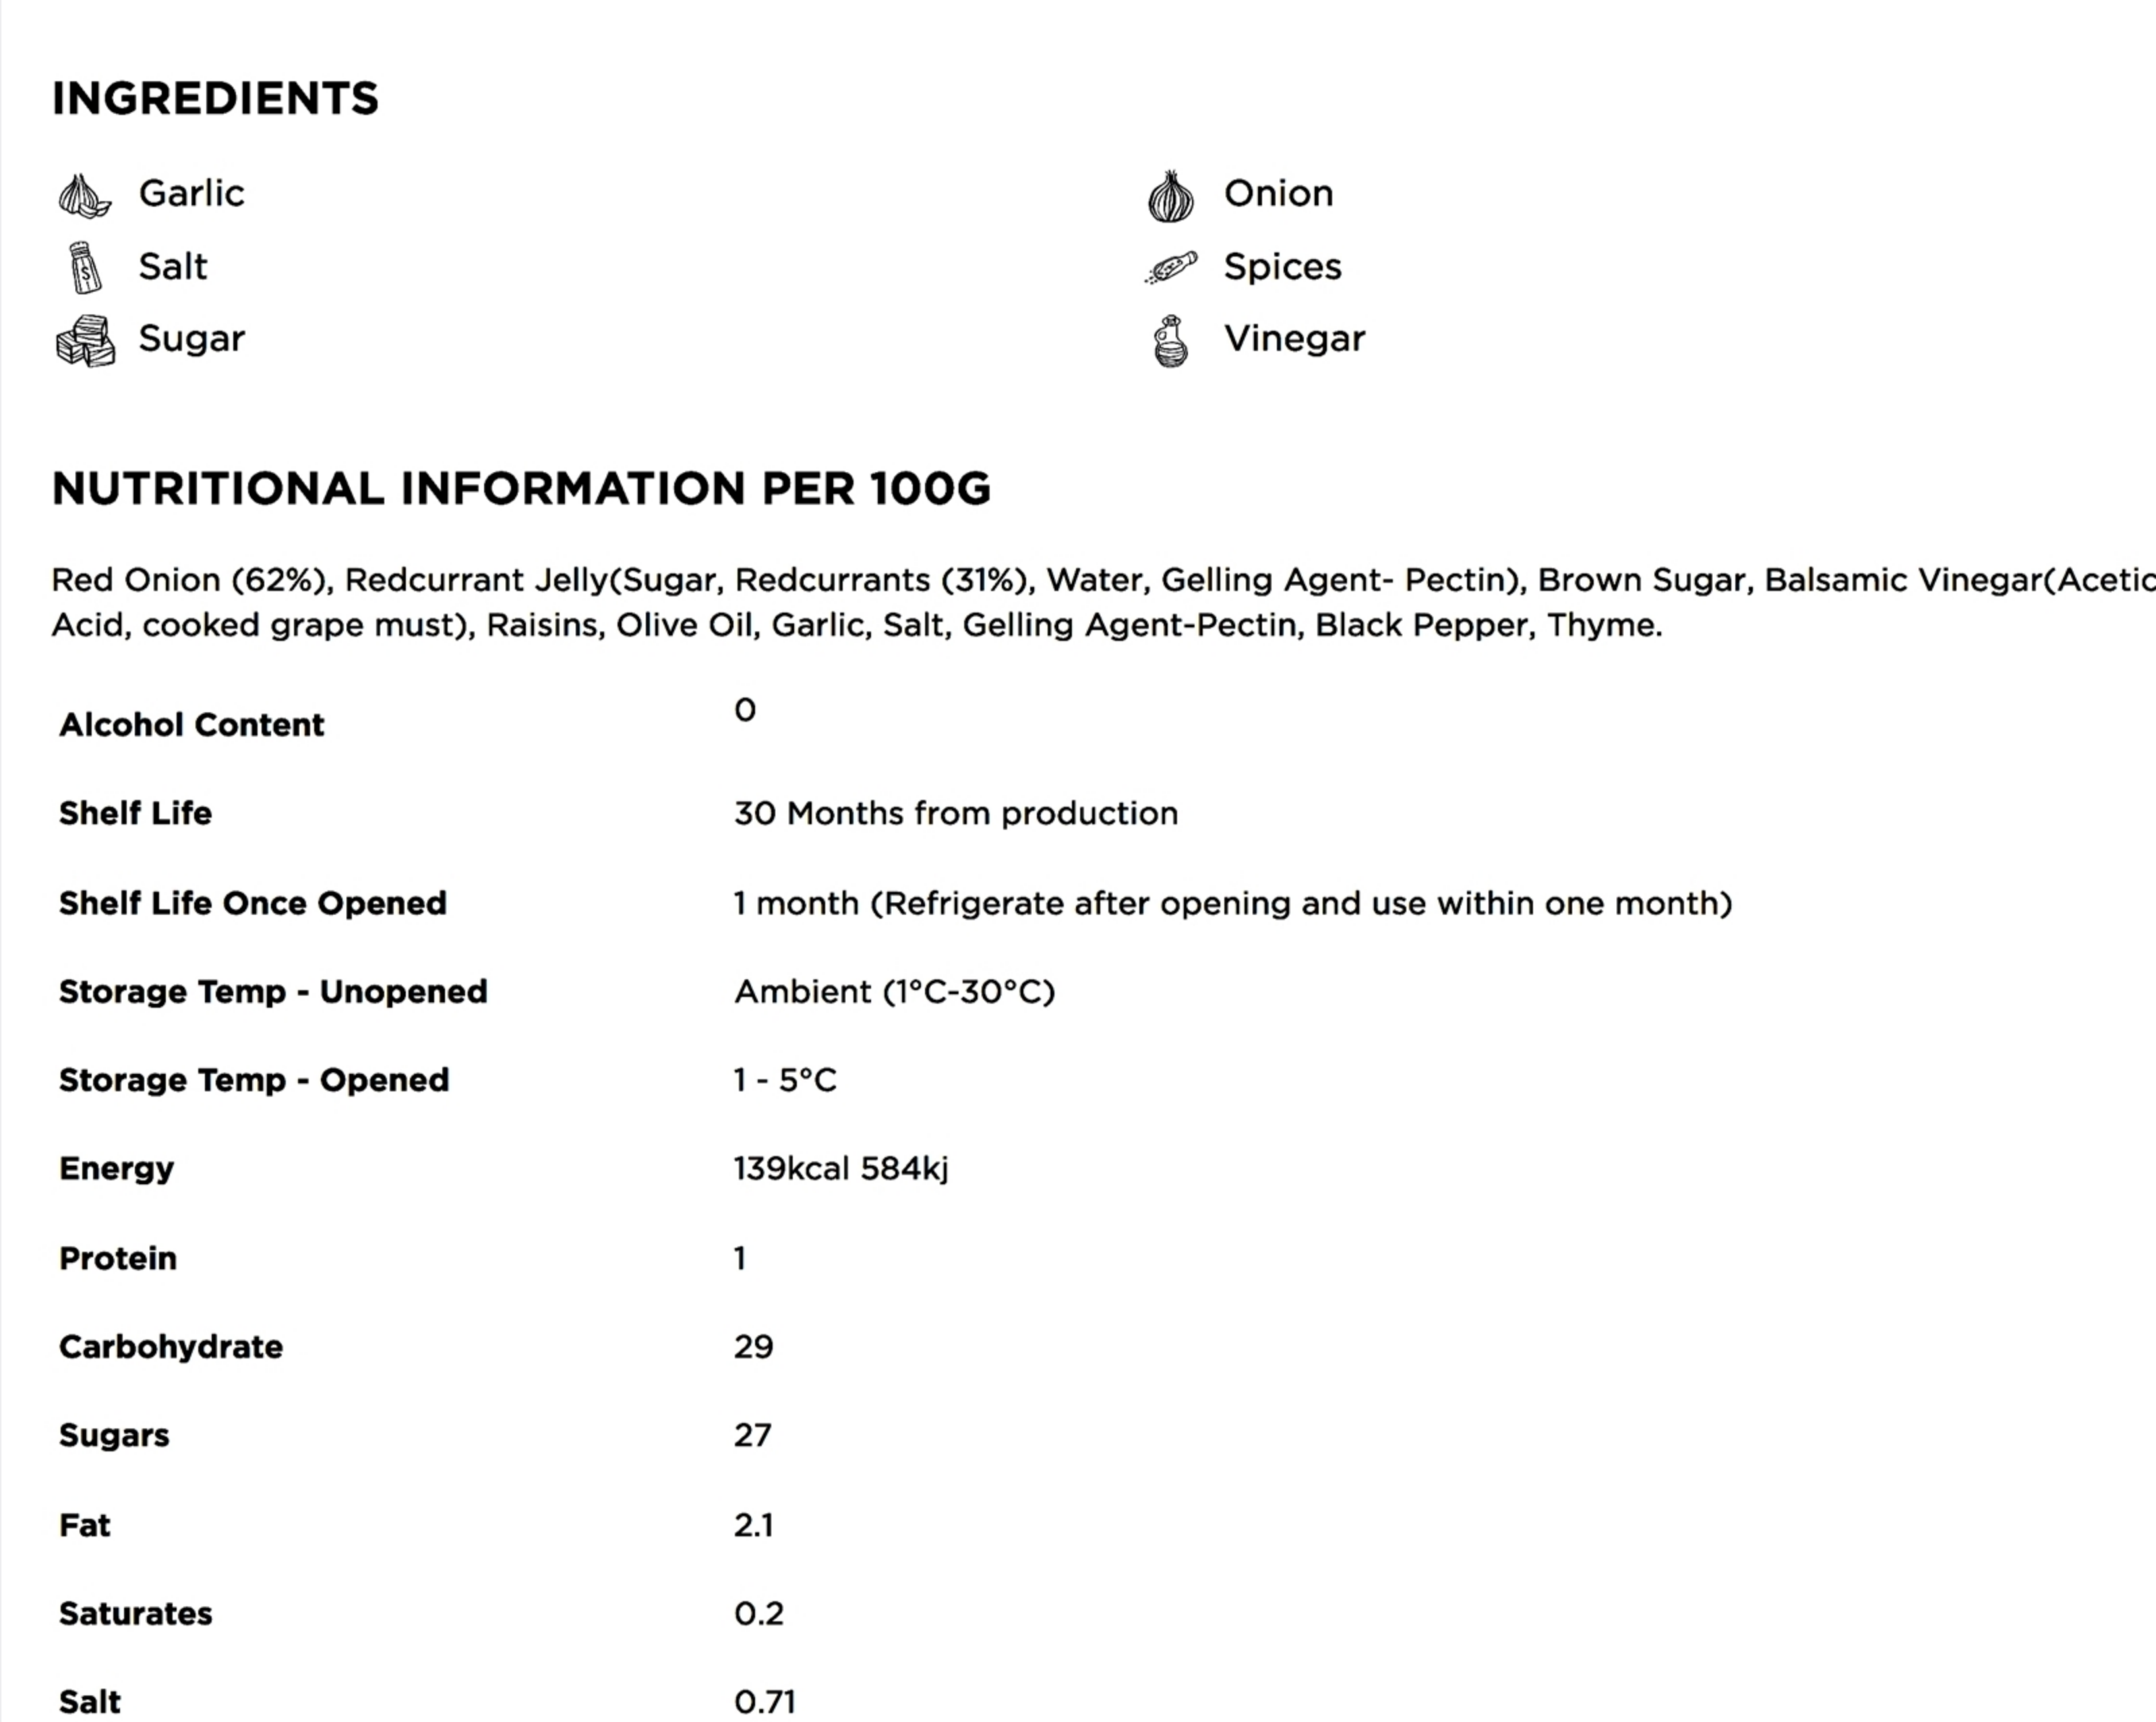 INGREDIENTS
Garlic
Onion
Salt
Spices
Sugar
Vinegar
NUTRITIONAL INFORMATION PER 100G
Red Onion (62%), Redcurrant Jelly(Sugar, Redcurrants (31%), Water, Gelling Agent- Pectin), Brown Sugar, Balsamic Vinegar(Acetic
Acid, cooked grape must), Raisins, Olive Oil, Garlic, Salt, Gelling Agent-Pectin, Black Pepper, Thyme.
Alcohol Content 0
Shelf Life 30 Months from production
Shelf Life Once Opened 1 month (Refrigerate after opening and use within one month)
Storage Temp - Unopened Ambient (1°C-30°C)
Storage Temp - Opened 1 - 5°C
Energy 139kcal 584kj
Protein 1
Carbohydrate 29
Sugars 27
Fat 2.1
Saturates 0.2
Salt 0.71